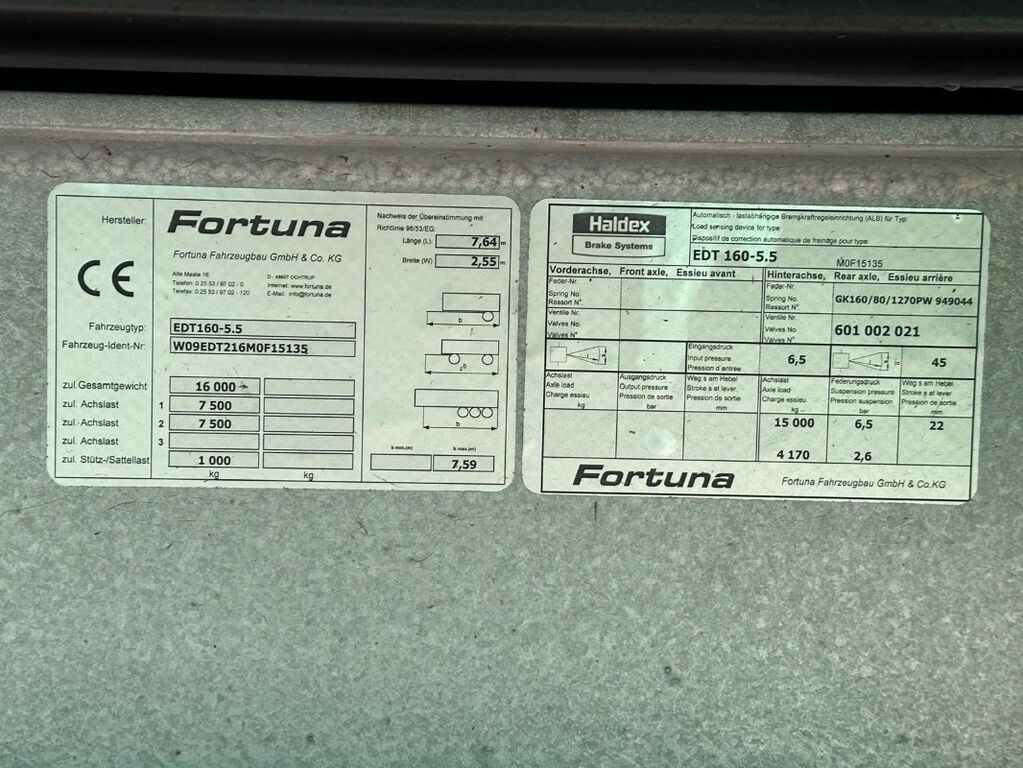 Hersteller:
Fortuna
Fortuna Fahrzeugbau GmbH & Co. KG
Alte Maate 16
D - 48607 OCHTRUP
Telefon: 0 25 53 / 97 02 - 0
Internet: www.fortuna.de
Telefax: 0 25 53 / 97 02 - 120
E-Mail: info@fortuna.de
CE
Fahrzeugtyp: EDT160-5.5
Fahrzeug-Ident-Nr: W09EDT216M0F15135
zul.Gesamtgewicht 16 000
zul. Achslast 1 7 500
zul. Achslast 2 7 500
zul. Achslast 3
zul. Stütz-/Sattellast 1 000
kg kg
Nachweis der Übereinstimmung mit
Richtlinie 96/53/EG:
Länge (L): 7,64 m
Breite (W) 2,55 m
b
b
b
b min.(m) b max.(m)
7,59
Haldex
Brake Systems
Automatisch - lastabhängige Bremskraftregeleinrichtung (ALB) für Typ:
Load sensing device for type:
Dispositif de correction automatique de freinage pour type:
EDT 160-5.5 M0F15135
Vorderachse, Front axle, Essieu avant Hinterachse, Rear axle, Essieu arrière
Feder-Nr. Feder-Nr.
Spring No. Spring No. GK160/80/1270PW 949044
Ressort N° Ressort N°
Ventile Nr. Ventile Nr.
Valves No. Valves No. 601 002 021
Valves N° Valves N°
Eingangsdruck
Input pressure 6,5 45
Pression d'entrée
Achslast Ausgangsdruck Weg s am Hebel Achslast Federungsdruck Weg s am Hebel
Axle load Output pressure Stroke s at lever Axle load Suspension pressure Stroke s at lever
Charge essieu Pression de sortie Pression de sortie Charge essieu Pression suspension Pression de sortie
kg bar mm kg bar mm
15 000 6,5 22
4 170 2,6
Fortuna Fortuna Fahrzeugbau GmbH & Co.KG